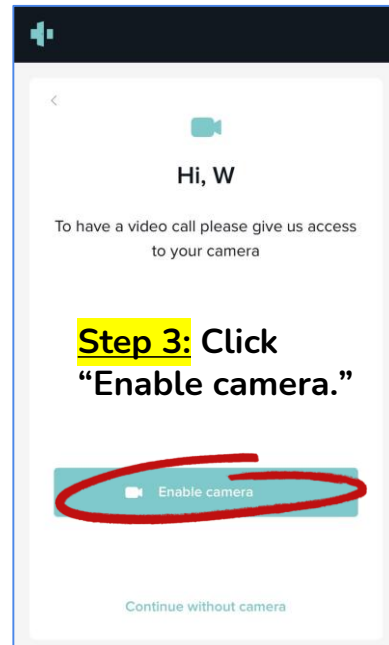 Hi, W
To have a video call please give us access
to your camera
Step 3: Click
“Enable camera.”
Enable camera
Continue without camera